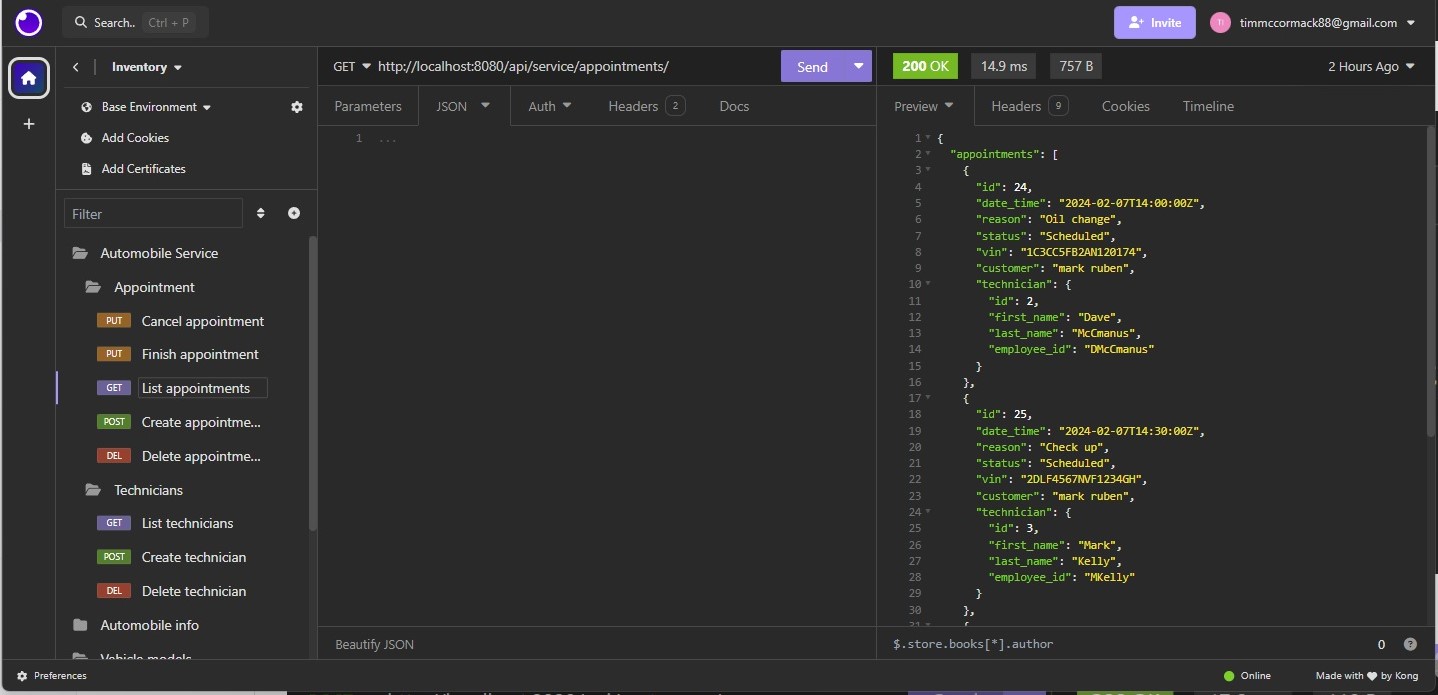 Search.. Ctrl + P
Invite
TI
timmccormack88@gmail.com
Inventory
Base Environment
Add Cookies
Add Certificates
Filter
Automobile Service
Appointment
PUT Cancel appointment
PUT Finish appointment
GET List appointments
POST Create appointme...
DEL Delete appointme...
Technicians
GET List technicians
POST Create technician
DEL Delete technician
Automobile info
Vehicle models
Preferences
GET http://localhost:8080/api/service/appointments/
Send
Parameters JSON Auth Headers 2 Docs
1 ...
Beautify JSON
200 OK 14.9 ms 757 B 2 Hours Ago
Preview Headers 9 Cookies Timeline
1 {
2 "appointments": [
3 {
4 "id": 24,
5 "date_time": "2024-02-07T14:00:00Z",
6 "reason": "Oil change",
7 "status": "Scheduled",
8 "vin": "1C3CC5FB2AN120174",
9 "customer": "mark ruben",
10 "technician": {
11 "id": 2,
12 "first_name": "Dave",
13 "last_name": "McCmanus",
14 "employee_id": "DMcCmanus"
15 }
16 },
17 {
18 "id": 25,
19 "date_time": "2024-02-07T14:30:00Z",
20 "reason": "Check up",
21 "status": "Scheduled",
22 "vin": "2DLF4567NVF1234GH",
23 "customer": "mark ruben",
24 "technician": {
25 "id": 3,
26 "first_name": "Mark",
27 "last_name": "Kelly",
28 "employee_id": "MKelly"
29 }
30 },
31 {
$.store.books[*].author 0 ?
Online
Made with ♥ by Kong